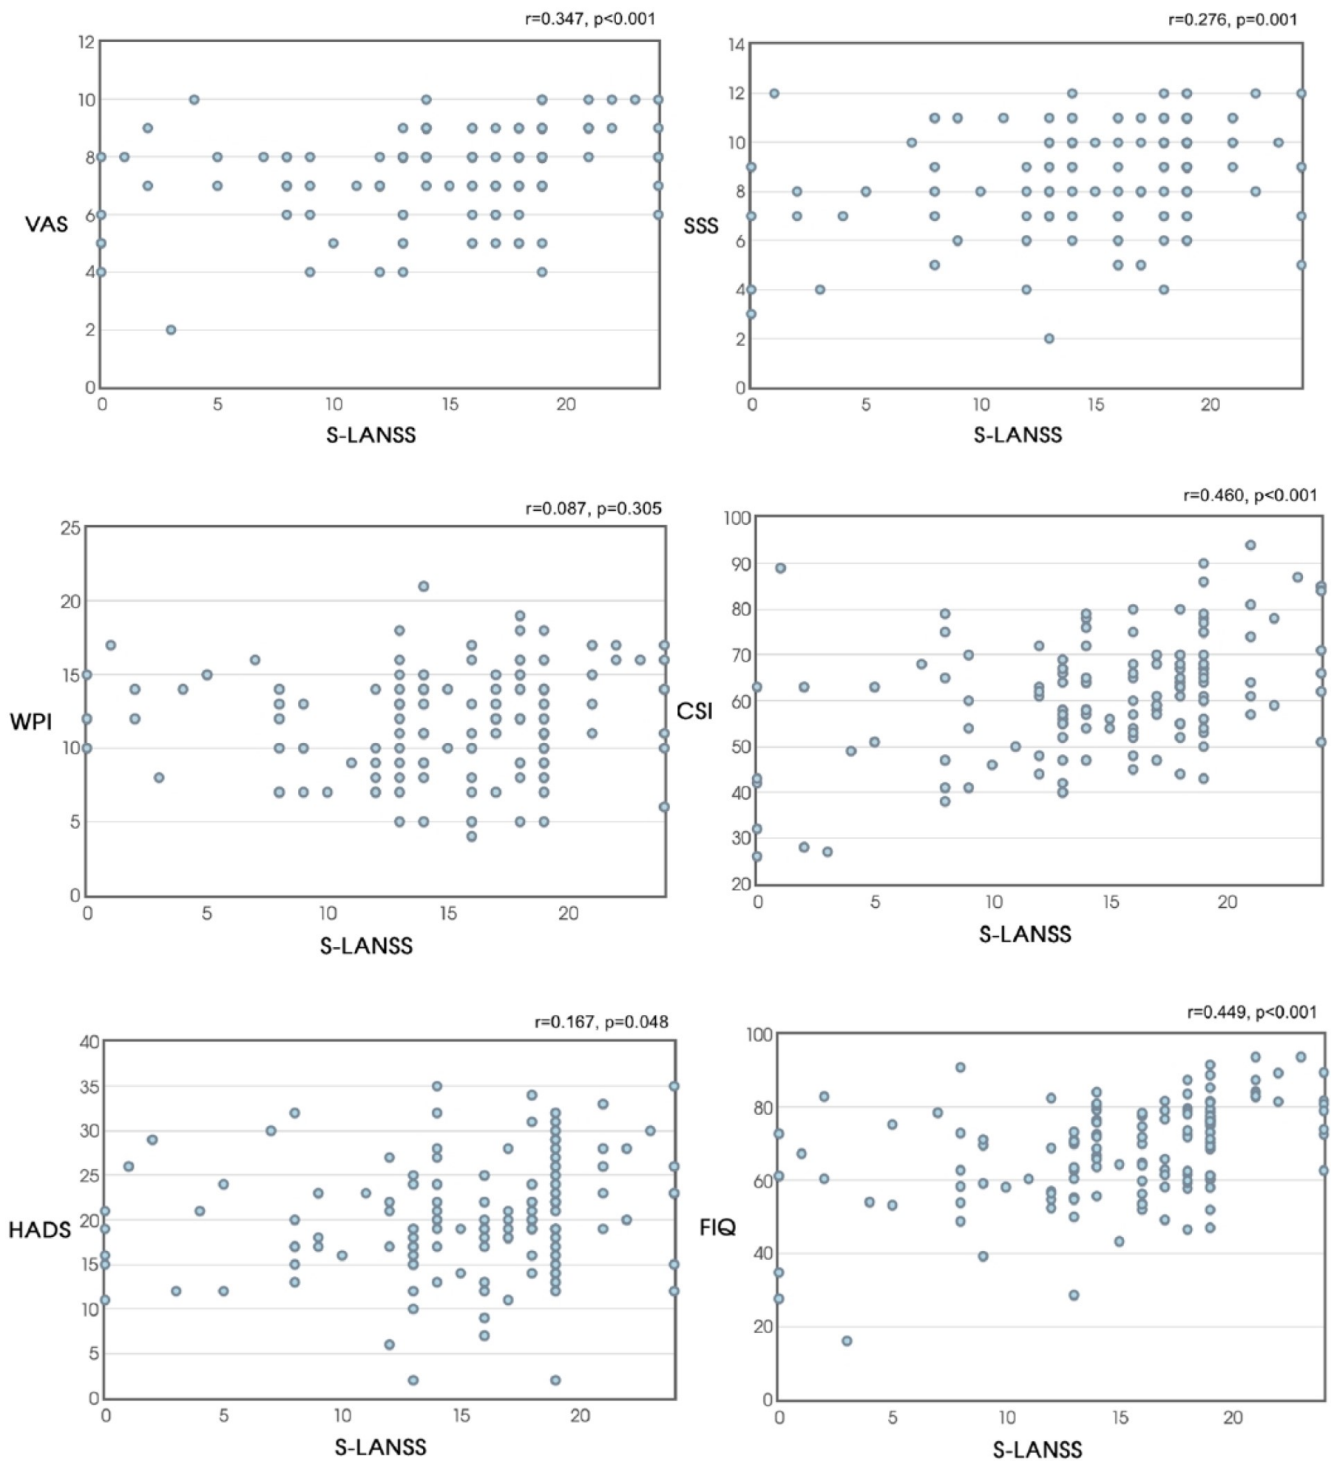 r=0.347, p<0.001
12
10
8
6
4
2
0
VAS
0 5 10 15 20
S-LANSS
r=0.276, p=0.001
14
12
10
8
6
4
2
0
SSS
0 5 10 15 20
S-LANSS
r=0.087, p=0.305
25
20
15
10
5
0
WPI
0 5 10 15 20
S-LANSS
r=0.460, p<0.001
100
90
80
70
60
50
40
30
20
CSI
0 5 10 15 20
S-LANSS
r=0.167, p=0.048
40
35
30
25
20
15
10
5
0
HADS
0 5 10 15 20
S-LANSS
r=0.449, p<0.001
100
80
60
40
20
0
FIQ
0 5 10 15 20
S-LANSS